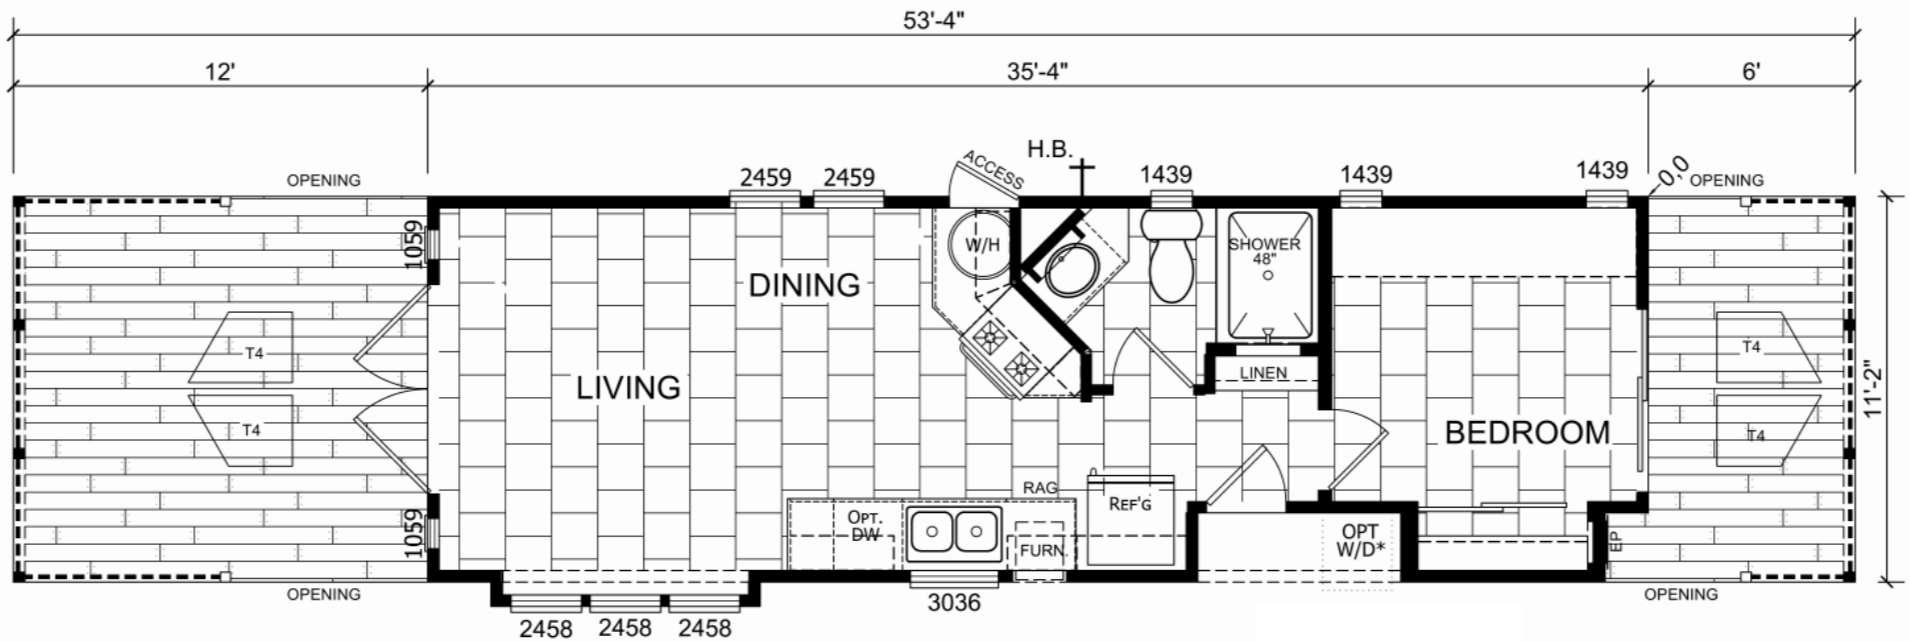 53'-4"
12'
35'-4"
6'
OPENING
2459
2459
ACCESS
H.B.
1439
1439
1439
0,0
OPENING
1059
W/H
SHOWER
48"
DINING
T4
T4
LIVING
LINEN
11'-2"
T4
BEDROOM
T4
RAG
REF'G
1059
OPT.
DW
FURN.
OPT
W/D*
EP
OPENING
3036
OPENING
2458
2458
2458